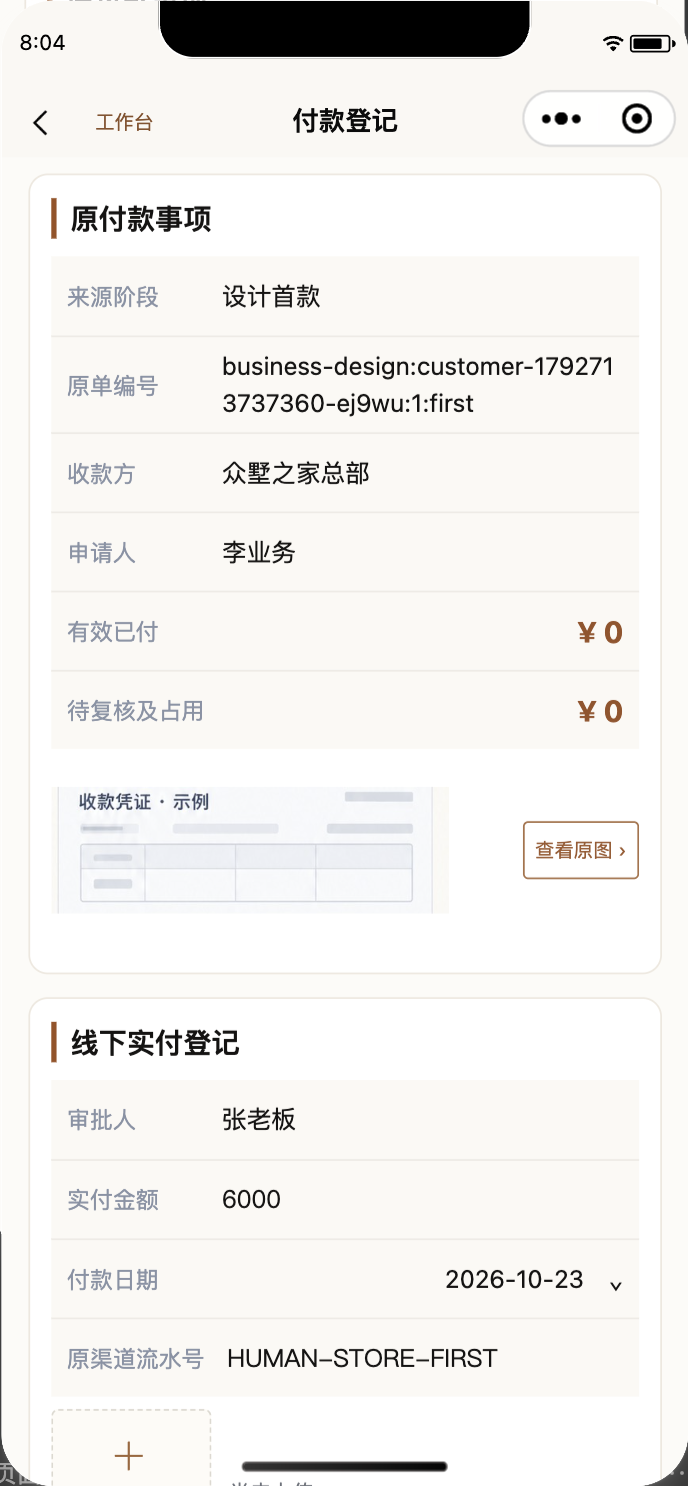 8:04
工作台
付款登记
原付款事项
来源阶段 设计首款
原单编号 business-design:customer-179271
3737360-ej9wu:1:first
收款方 众墅之家总部
申请人 李业务
有效已付 ¥ 0
待复核及占用 ¥ 0
收款凭证 · 示例
查看原图 ›
线下实付登记
审批人 张老板
实付金额 6000
付款日期 2026-10-23
原渠道流水号 HUMAN-STORE-FIRST